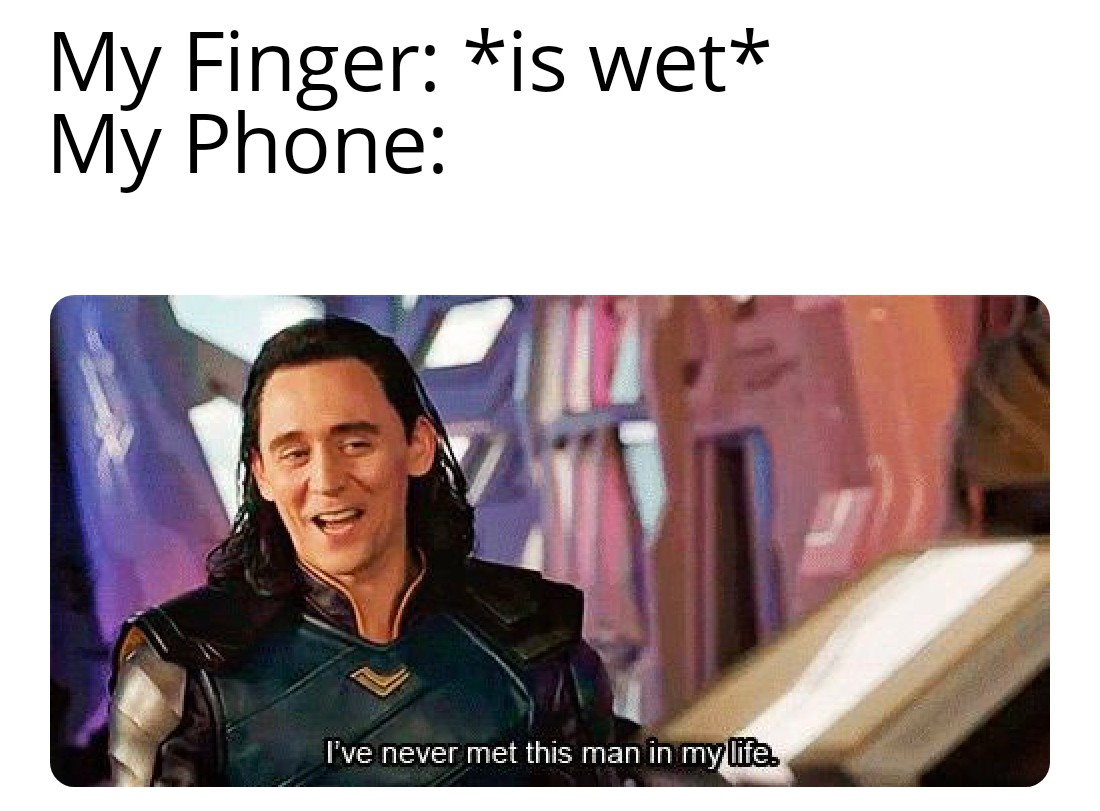 My Finger: *is wet*
My Phone:
I've never met this man in my life.